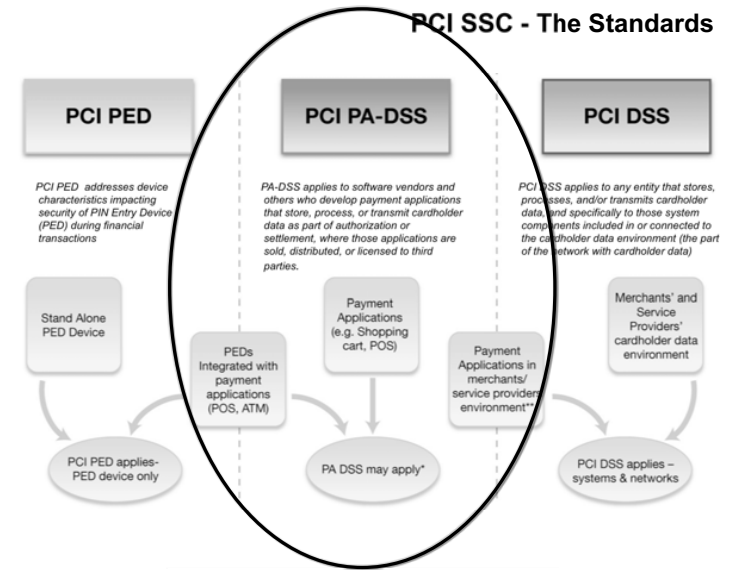 PCI SSC - The Standards
PCI PED
PCI PA-DSS
PCI DSS
PCI PED addresses device
characteristics impacting
security of PIN Entry Device
(PED) during financial
transactions
PA-DSS applies to software vendors and
others who develop payment applications
that store, process, or transmit cardholder
data as part of authorization or
settlement, where those applications are
sold, distributed, or licensed to third
parties.
PCI DSS applies to any entity that stores,
processes, and/or transmits cardholder
data, and specifically to those system
components included in or connected to
the cardholder data environment (the part
of the network with cardholder data)
Stand Alone
PED Device
PEDs
Integrated with
payment
applications
(POS, ATM)
Payment
Applications
(e.g. Shopping
cart, POS)
Payment
Applications in
merchants/
service providers
environment**
Merchants' and
Service
Providers'
cardholder data
environment
PCI PED applies-
PED device only
PA DSS may apply*
PCI DSS applies –
systems & networks